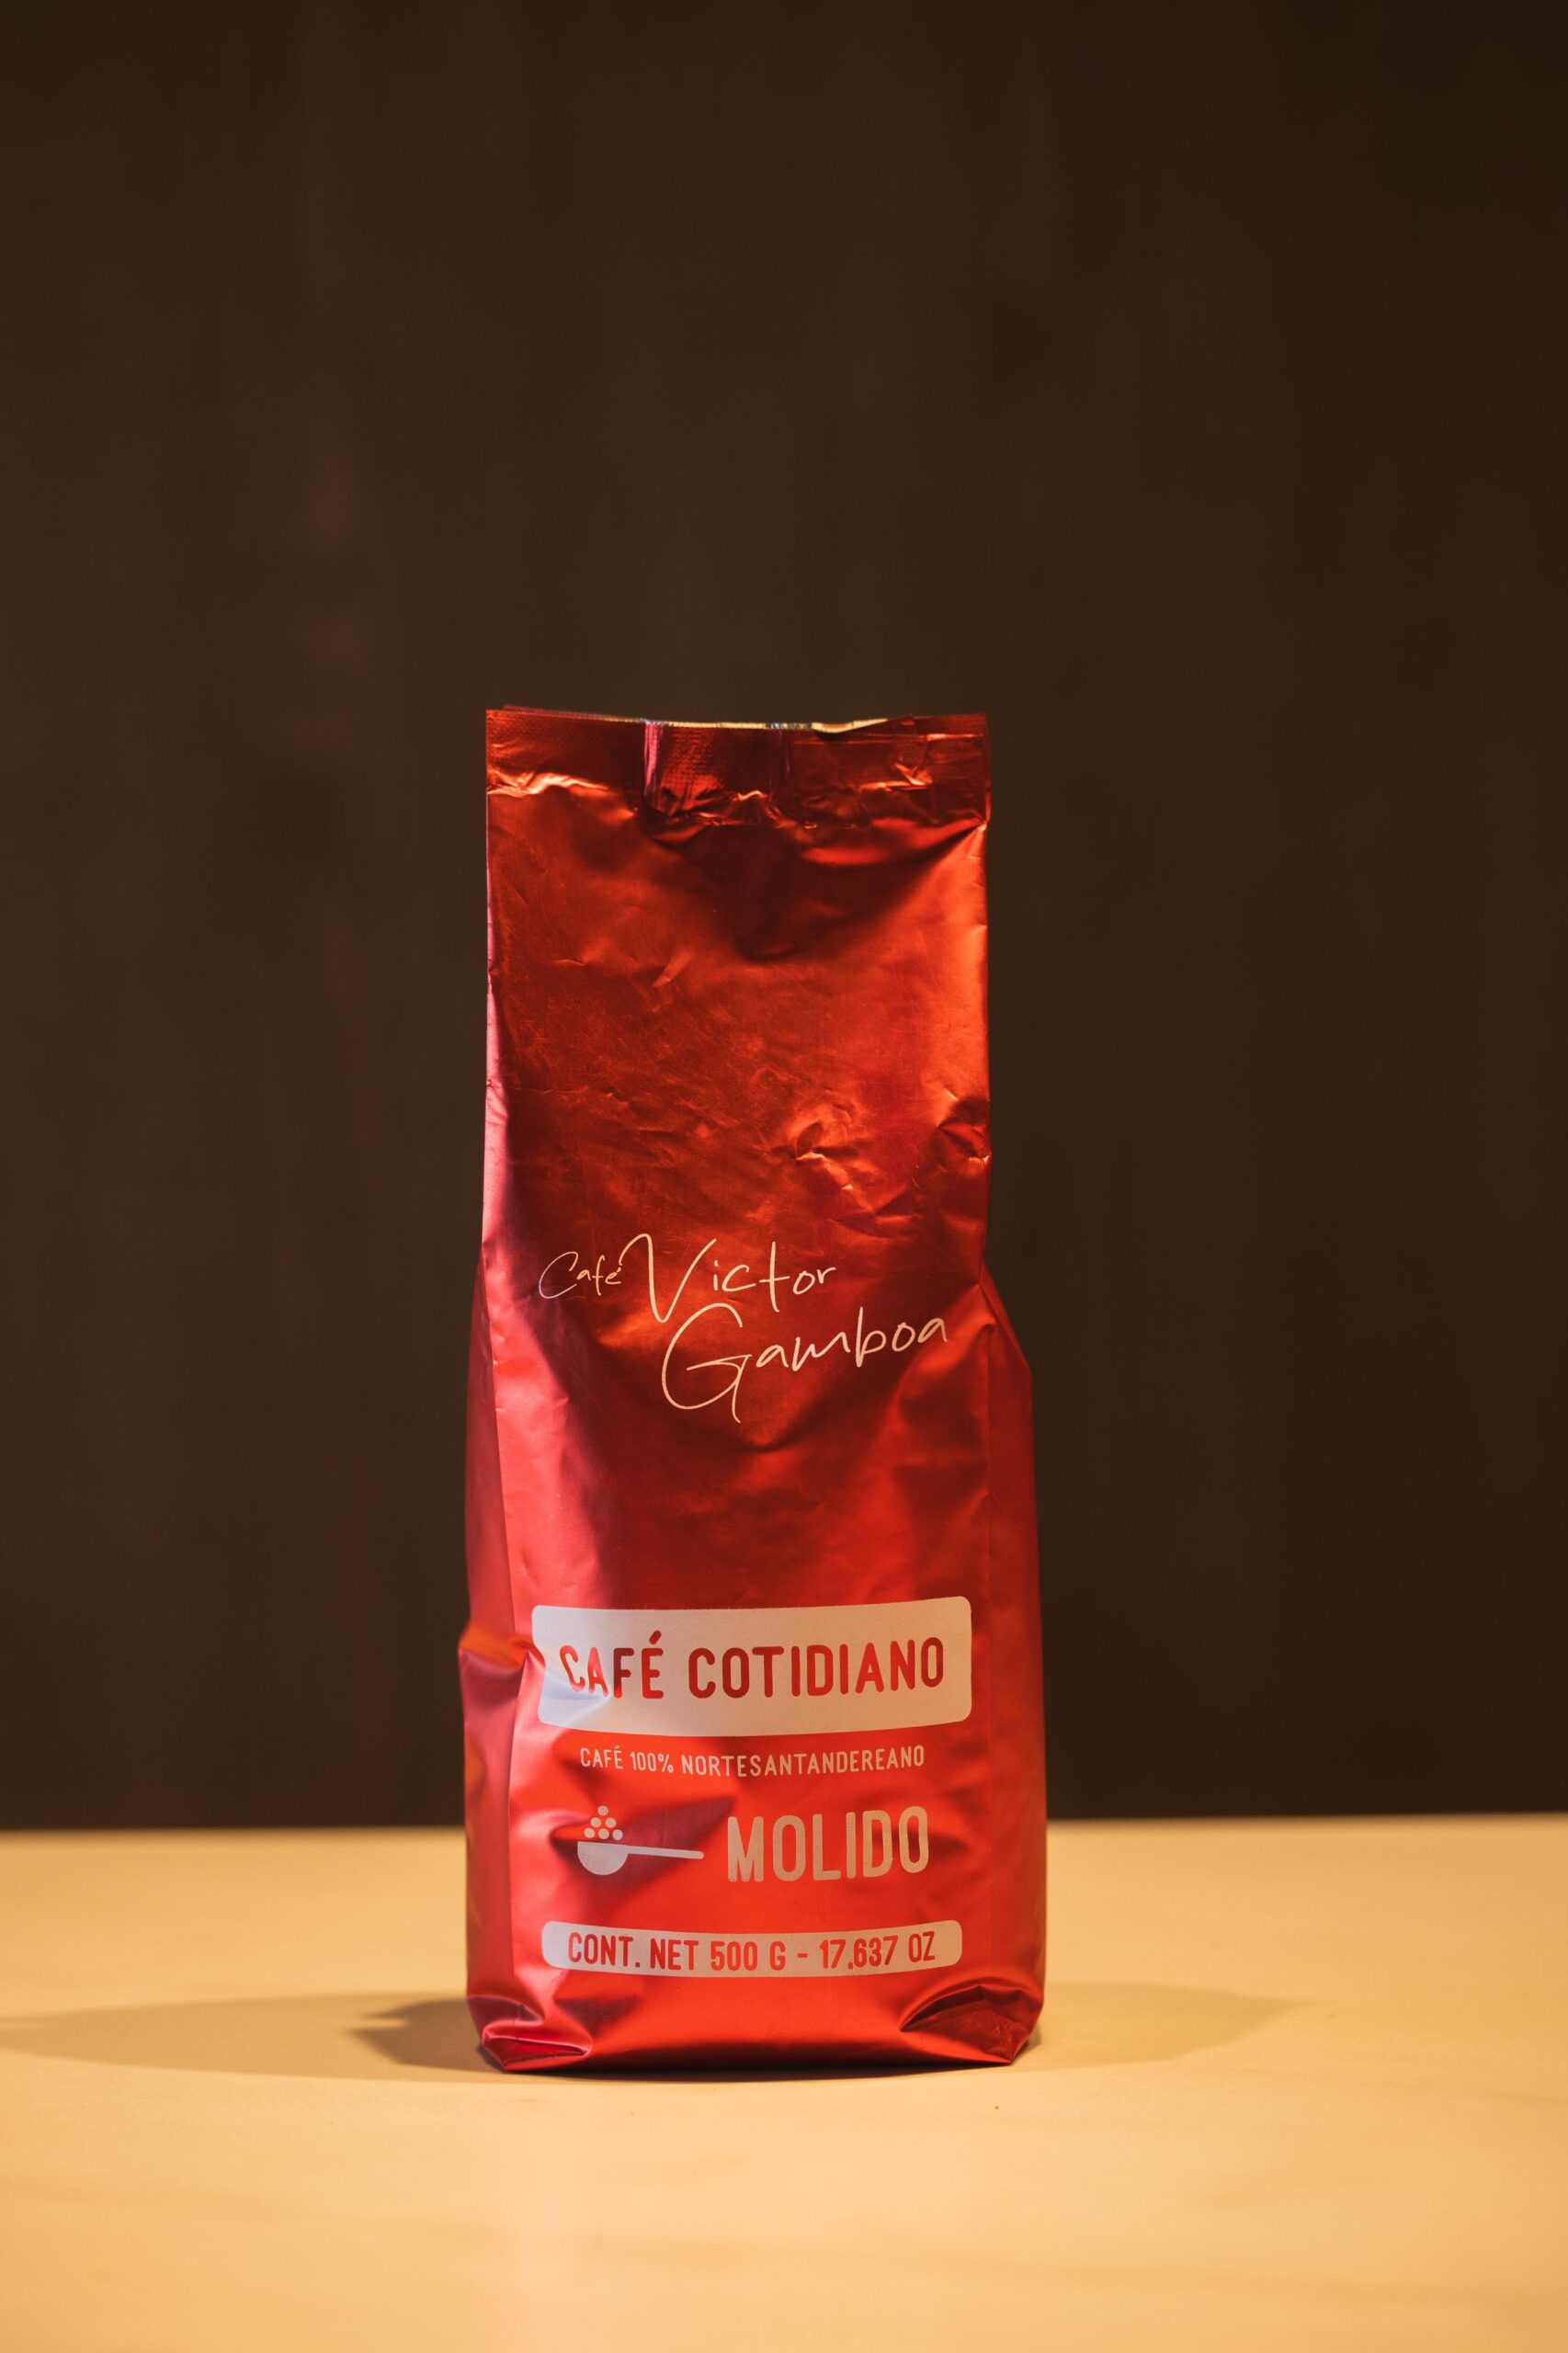 Café Victor
Gamboa
CAFÉ COTIDIANO
CAFÉ 100% NORTESANTANDEREANO
MOLIDO
CONT. NET 500 G - 17,637 OZ